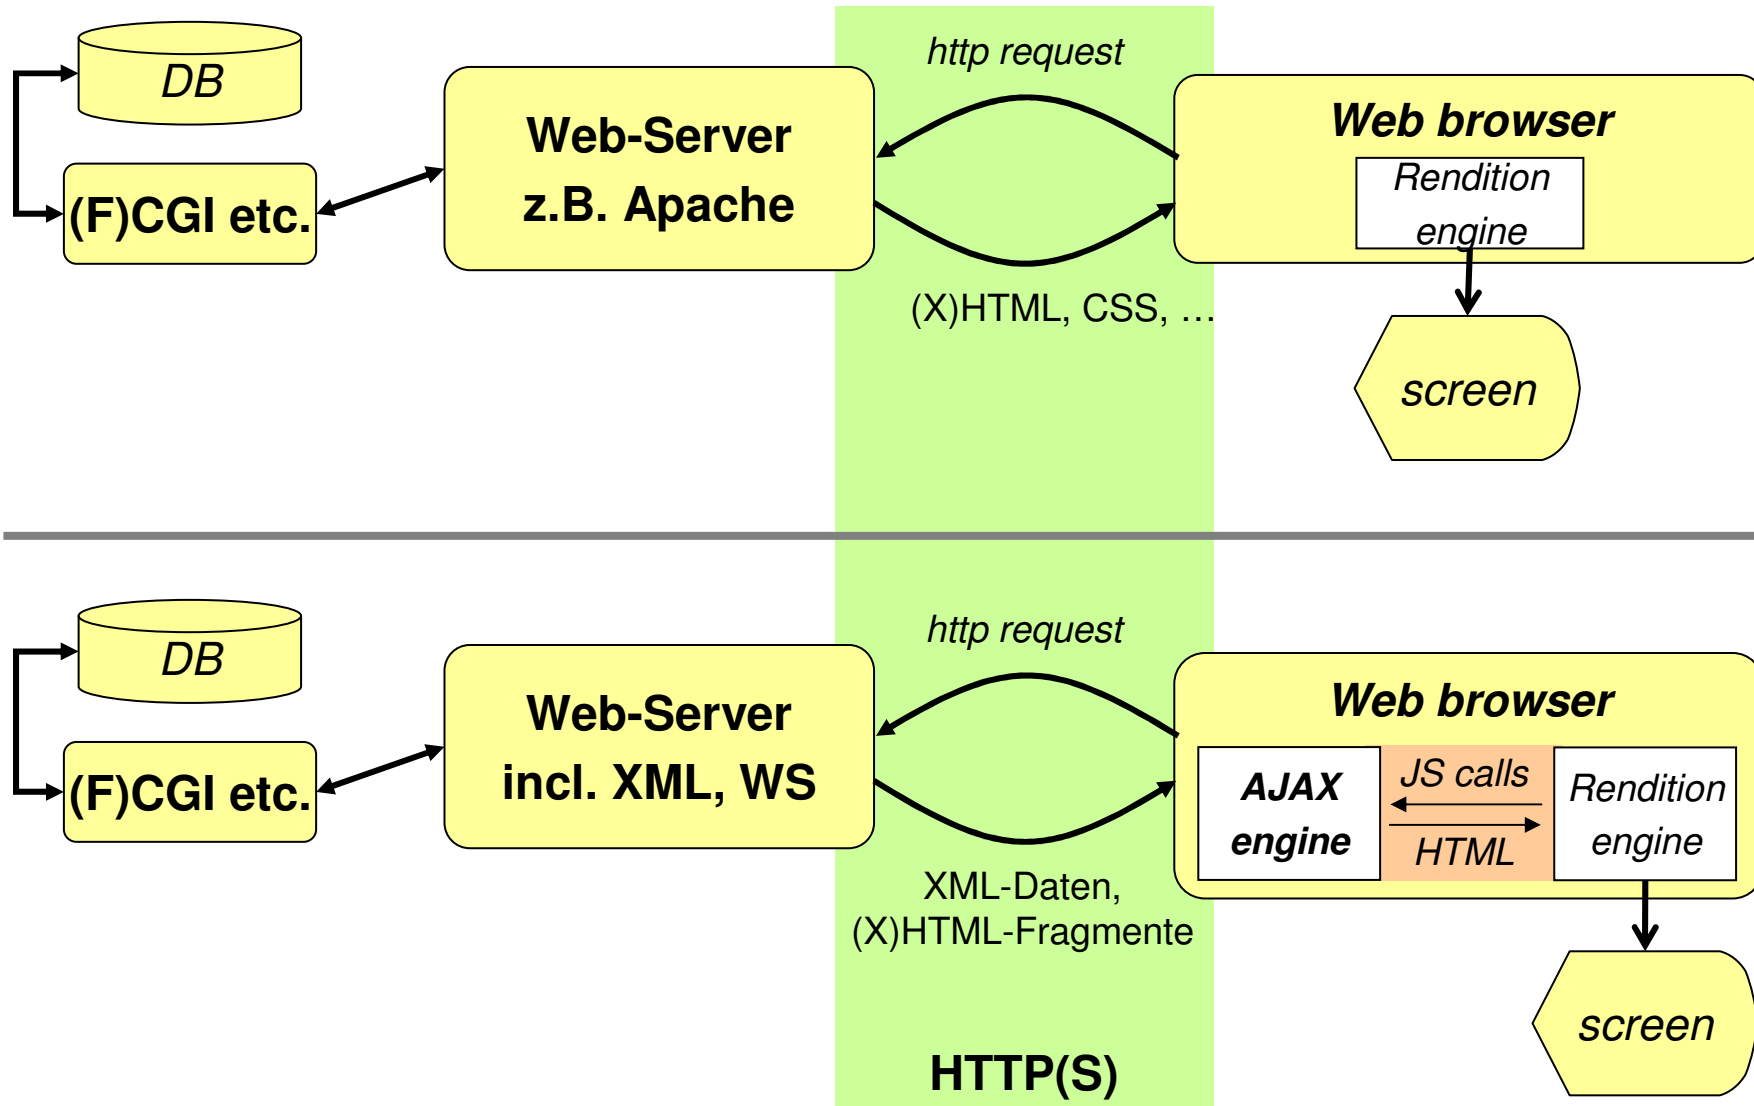 http request
DB
Web-Server
z.B. Apache
Web browser
Rendition
engine
(F)CGI etc.
(X)HTML, CSS, …
screen
http request
DB
Web-Server
incl. XML, WS
Web browser
AJAX
engine
JS calls
HTML
Rendition
engine
(F)CGI etc.
XML-Daten,
(X)HTML-Fragmente
screen
HTTP(S)